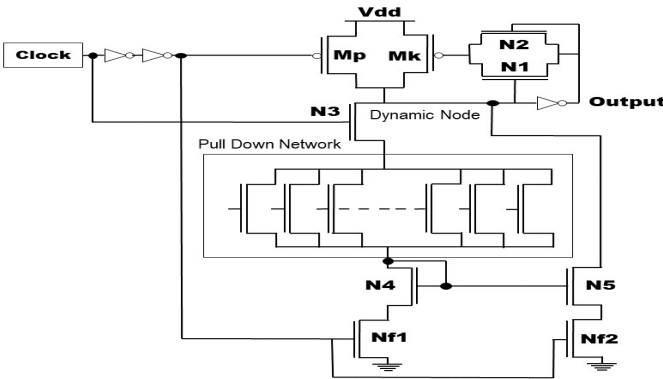 Vdd
Clock
Mp
Mk
N2
N1
Output
N3
Dynamic Node
Pull Down Network
N4
N5
Nf1
Nf2